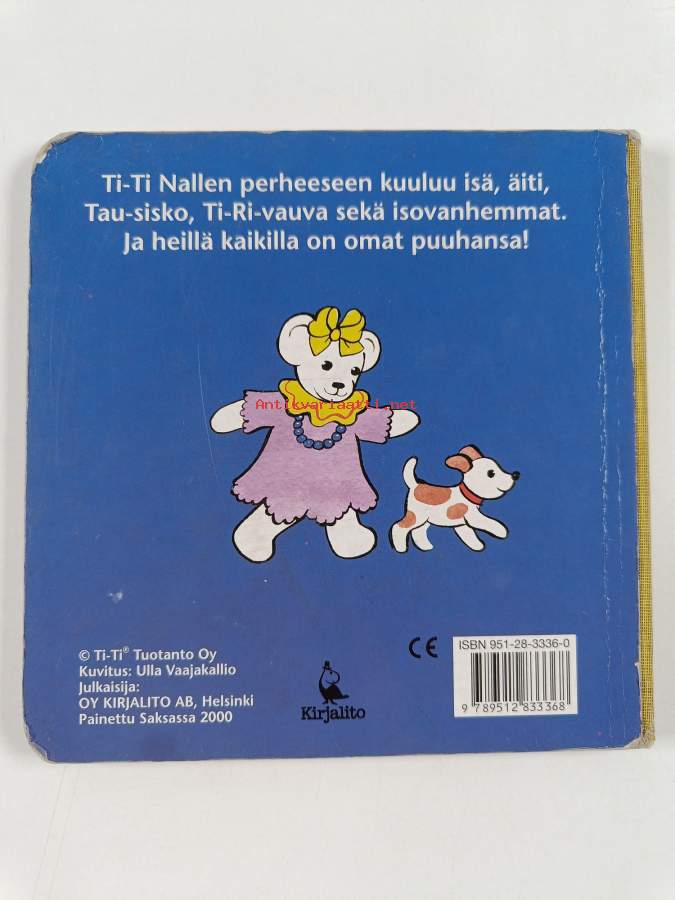 Ti-Ti Nallen perheeseen kuuluu isä, äiti,
Tau-sisko, Ti-Ri-vauva sekä isovanhemmat.
Ja heillä kaikilla on omat puuhansa!
Antikvariaatti.net
© Ti-Ti® Tuotanto Oy
Kuvitus: Ulla Vaajakallio
Julkaisija:
OY KIRJALITO AB, Helsinki
Painettu Saksassa 2000
Kirjalito
CE
ISBN 951-28-3336-0
9 789512 833368